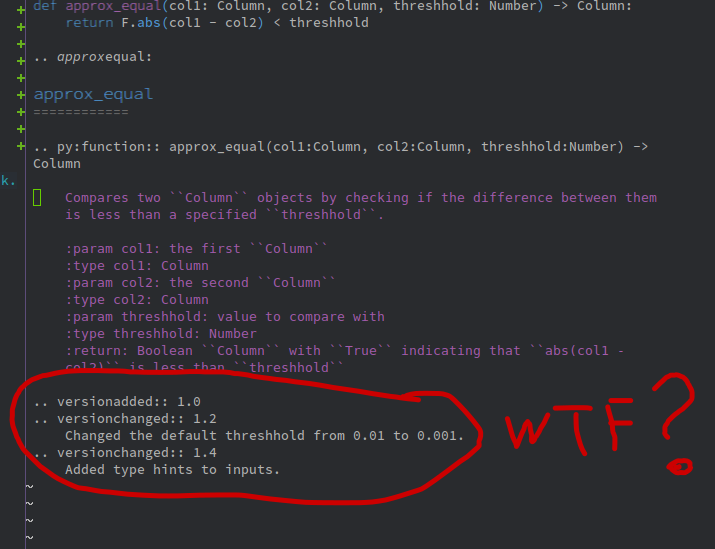 def approx_equal(col1: Column, col2: Column, threshhold: Number) -> Column:
return F.abs(col1 - col2) < threshhold
.. approxequal:
approx_equal
============
.. py:function:: approx_equal(col1:Column, col2:Column, threshhold:Number) ->
Column
k.
Compares two ``Column`` objects by checking if the difference between them
is less than a specified ``threshhold``.
:param col1: the first ``Column``
:type col1: Column
:param col2: the second ``Column``
:type col2: Column
:param threshhold: value to compare with
:type threshhold: Number
:return: Boolean ``Column`` with ``True`` indicating that ``abs(col1 -
col2)`` is less than ``threshhold``
.. versionadded:: 1.0
.. versionchanged:: 1.2
Changed the default threshhold from 0.01 to 0.001.
.. versionchanged:: 1.4
Added type hints to inputs.
WTF?
~
~
~
~